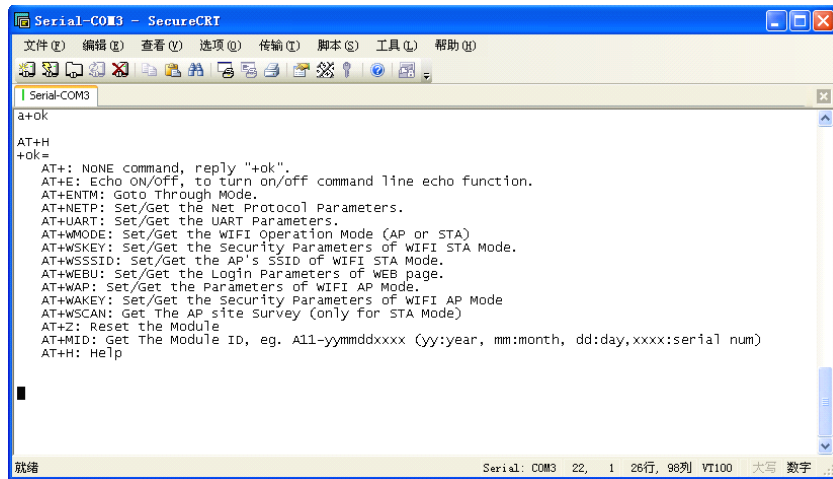 Serial-COM3 - SecureCRT
文件(F) 编辑(E) 查看(V) 选项(O) 传输(T) 脚本(S) 工具(L) 帮助(H)
Serial-COM3
a+ok
AT+H
+ok=
AT+: NONE command, reply "+ok".
AT+E: Echo ON/Off, to turn on/off command line echo function.
AT+ENTM: Goto Through MOde.
AT+NETP: Set/Get the Net Protocol Parameters.
AT+UART: Set/Get the UART Parameters.
AT+WMODE: Set/Get the WIFI Operation Mode (AP or STA)
AT+WSKEY: Set/Get the Security Parameters of WIFI STA Mode.
AT+WSSSID: Set/Get the AP's SSID of WIFI STA Mode.
AT+WEBU: Set/Get the Login Parameters of WEB page.
AT+WAP: Set/Get the Parameters of WIFI AP Mode.
AT+WAKEY: Set/Get the Security Parameters of WIFI AP Mode
AT+WSCAN: Get The AP site Survey (only for STA Mode)
AT+Z: Reset the Module
AT+MID: Get The Module ID, eg. A11-yymmddxxxx (yy:year, mm:month, dd:day,xxxx:serial num)
AT+H: Help
就绪 Serial: COM3 22, 1 26行, 98列 VT100 大写 数字